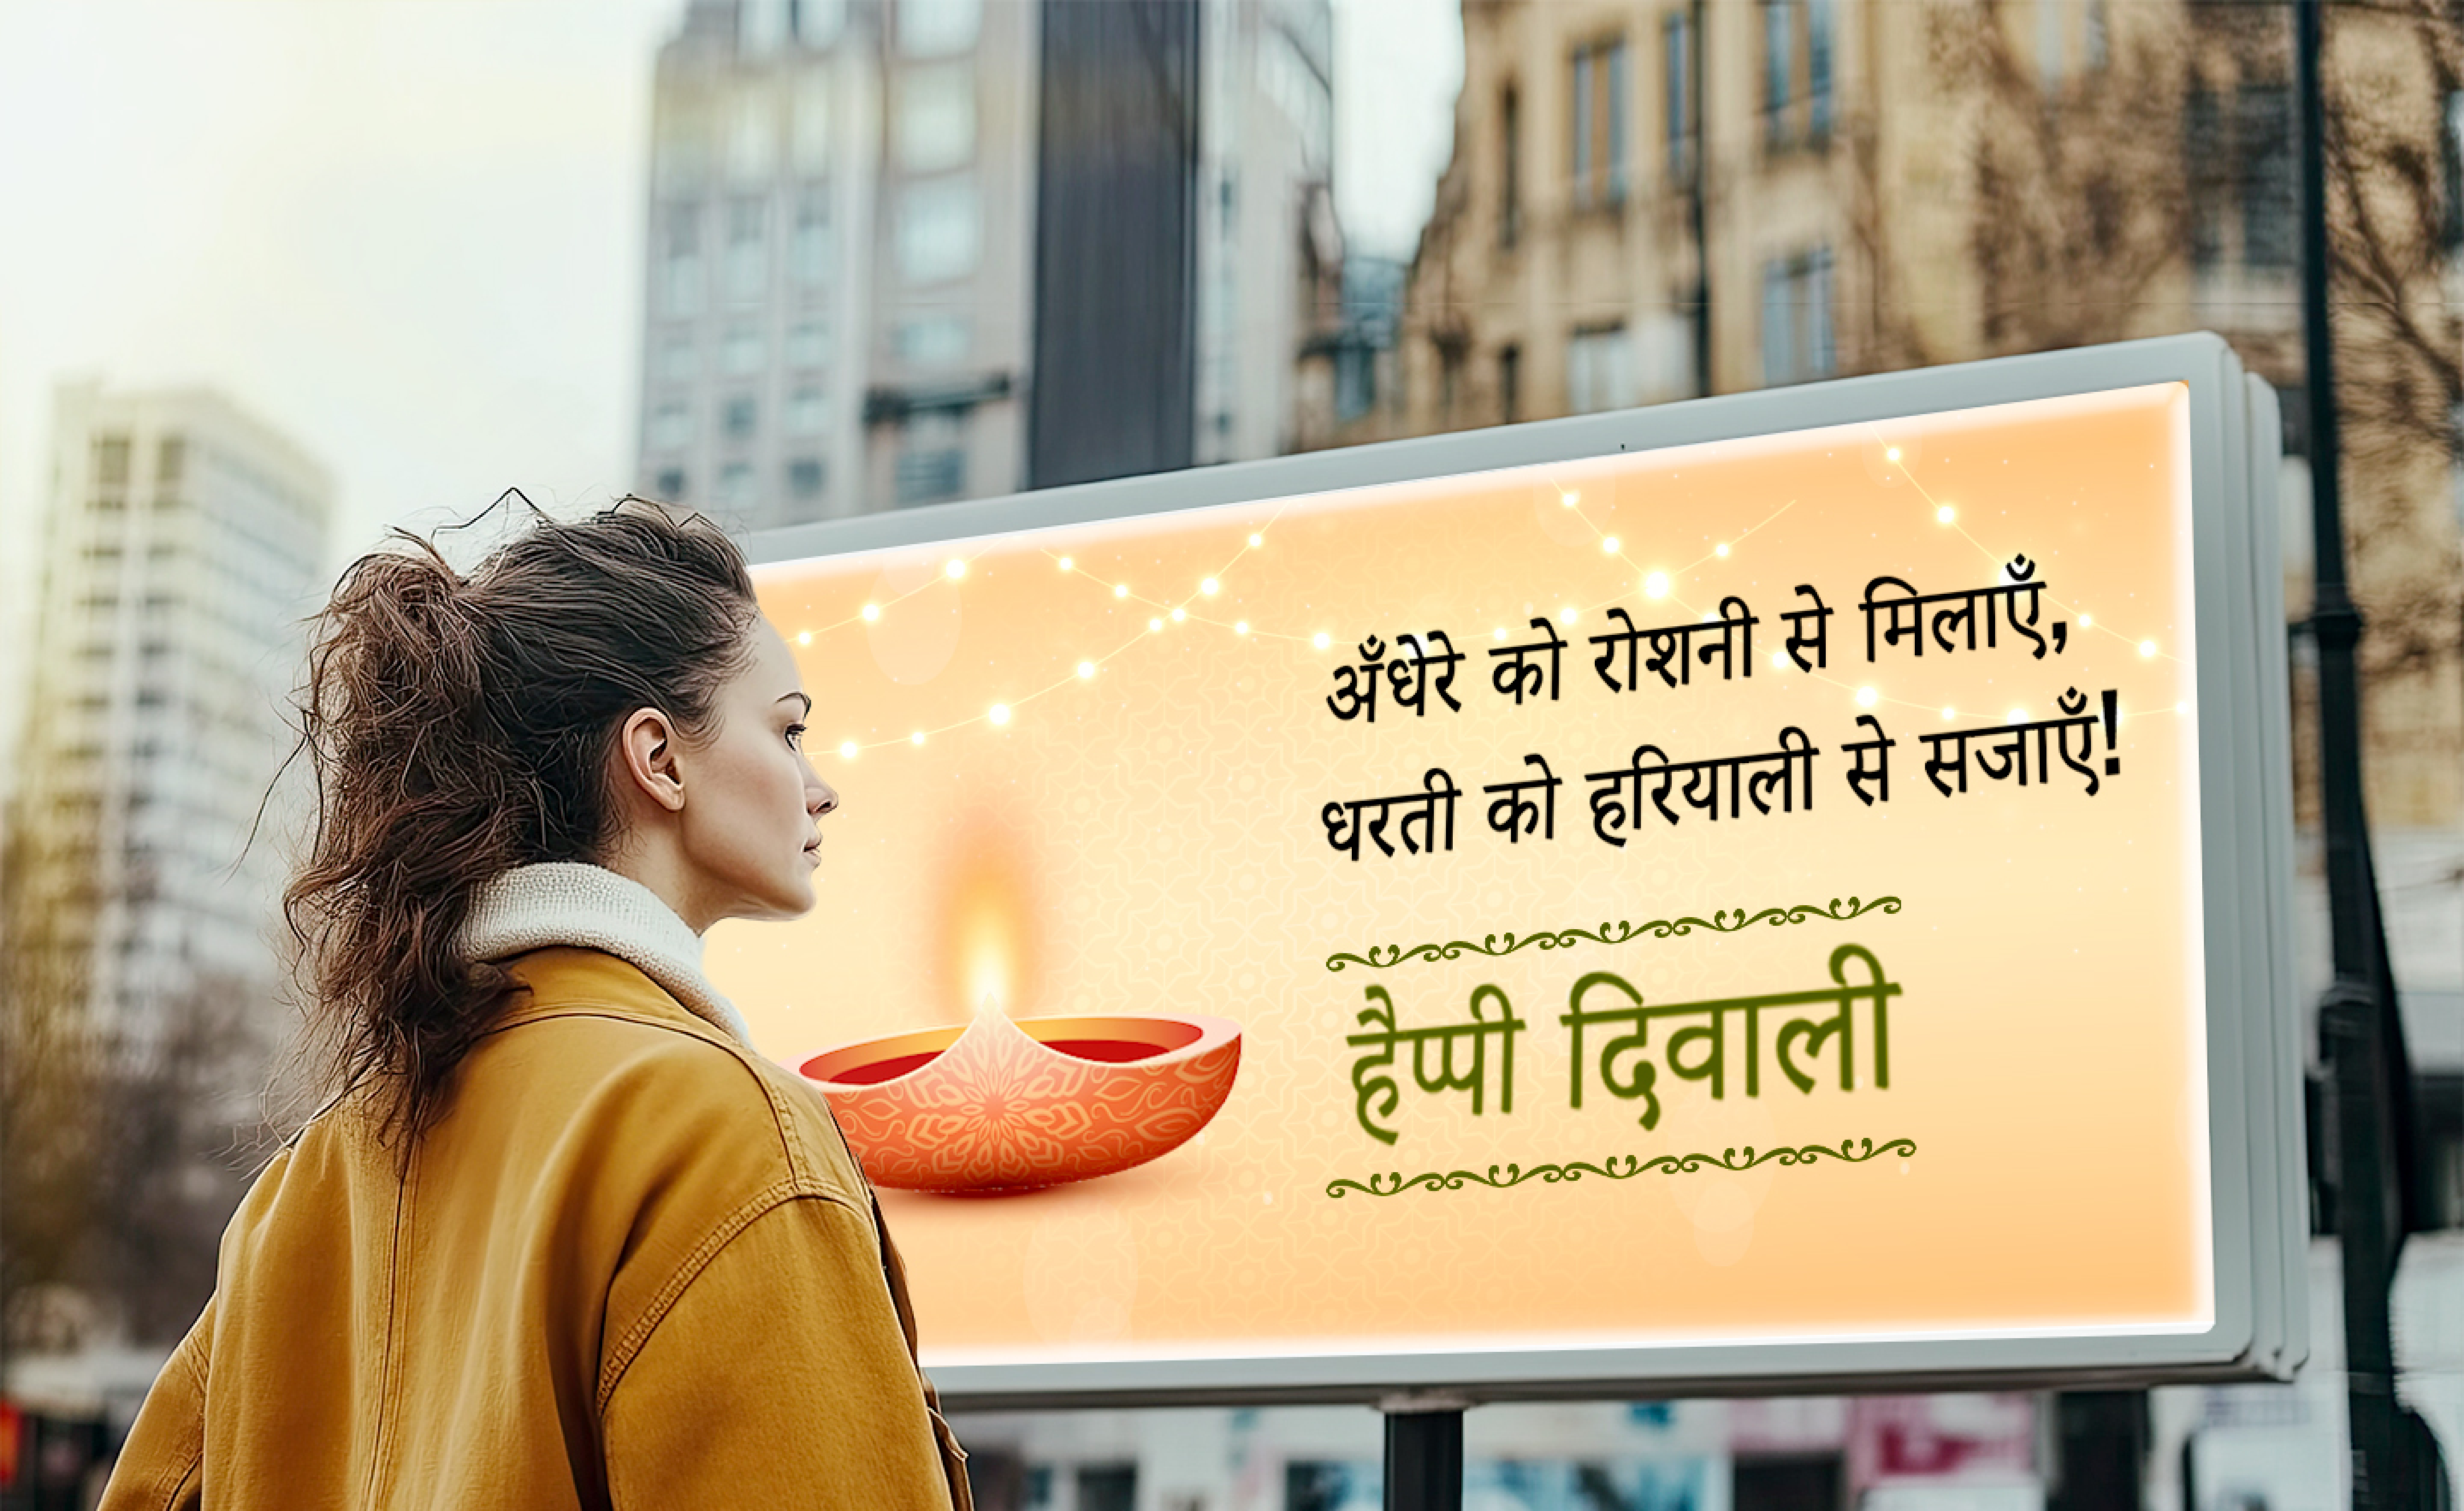 अँधेरे को रोशनी से मिलाएँ,
धरती को हरियाली से सजाएँ!
हैप्पी दिवाली